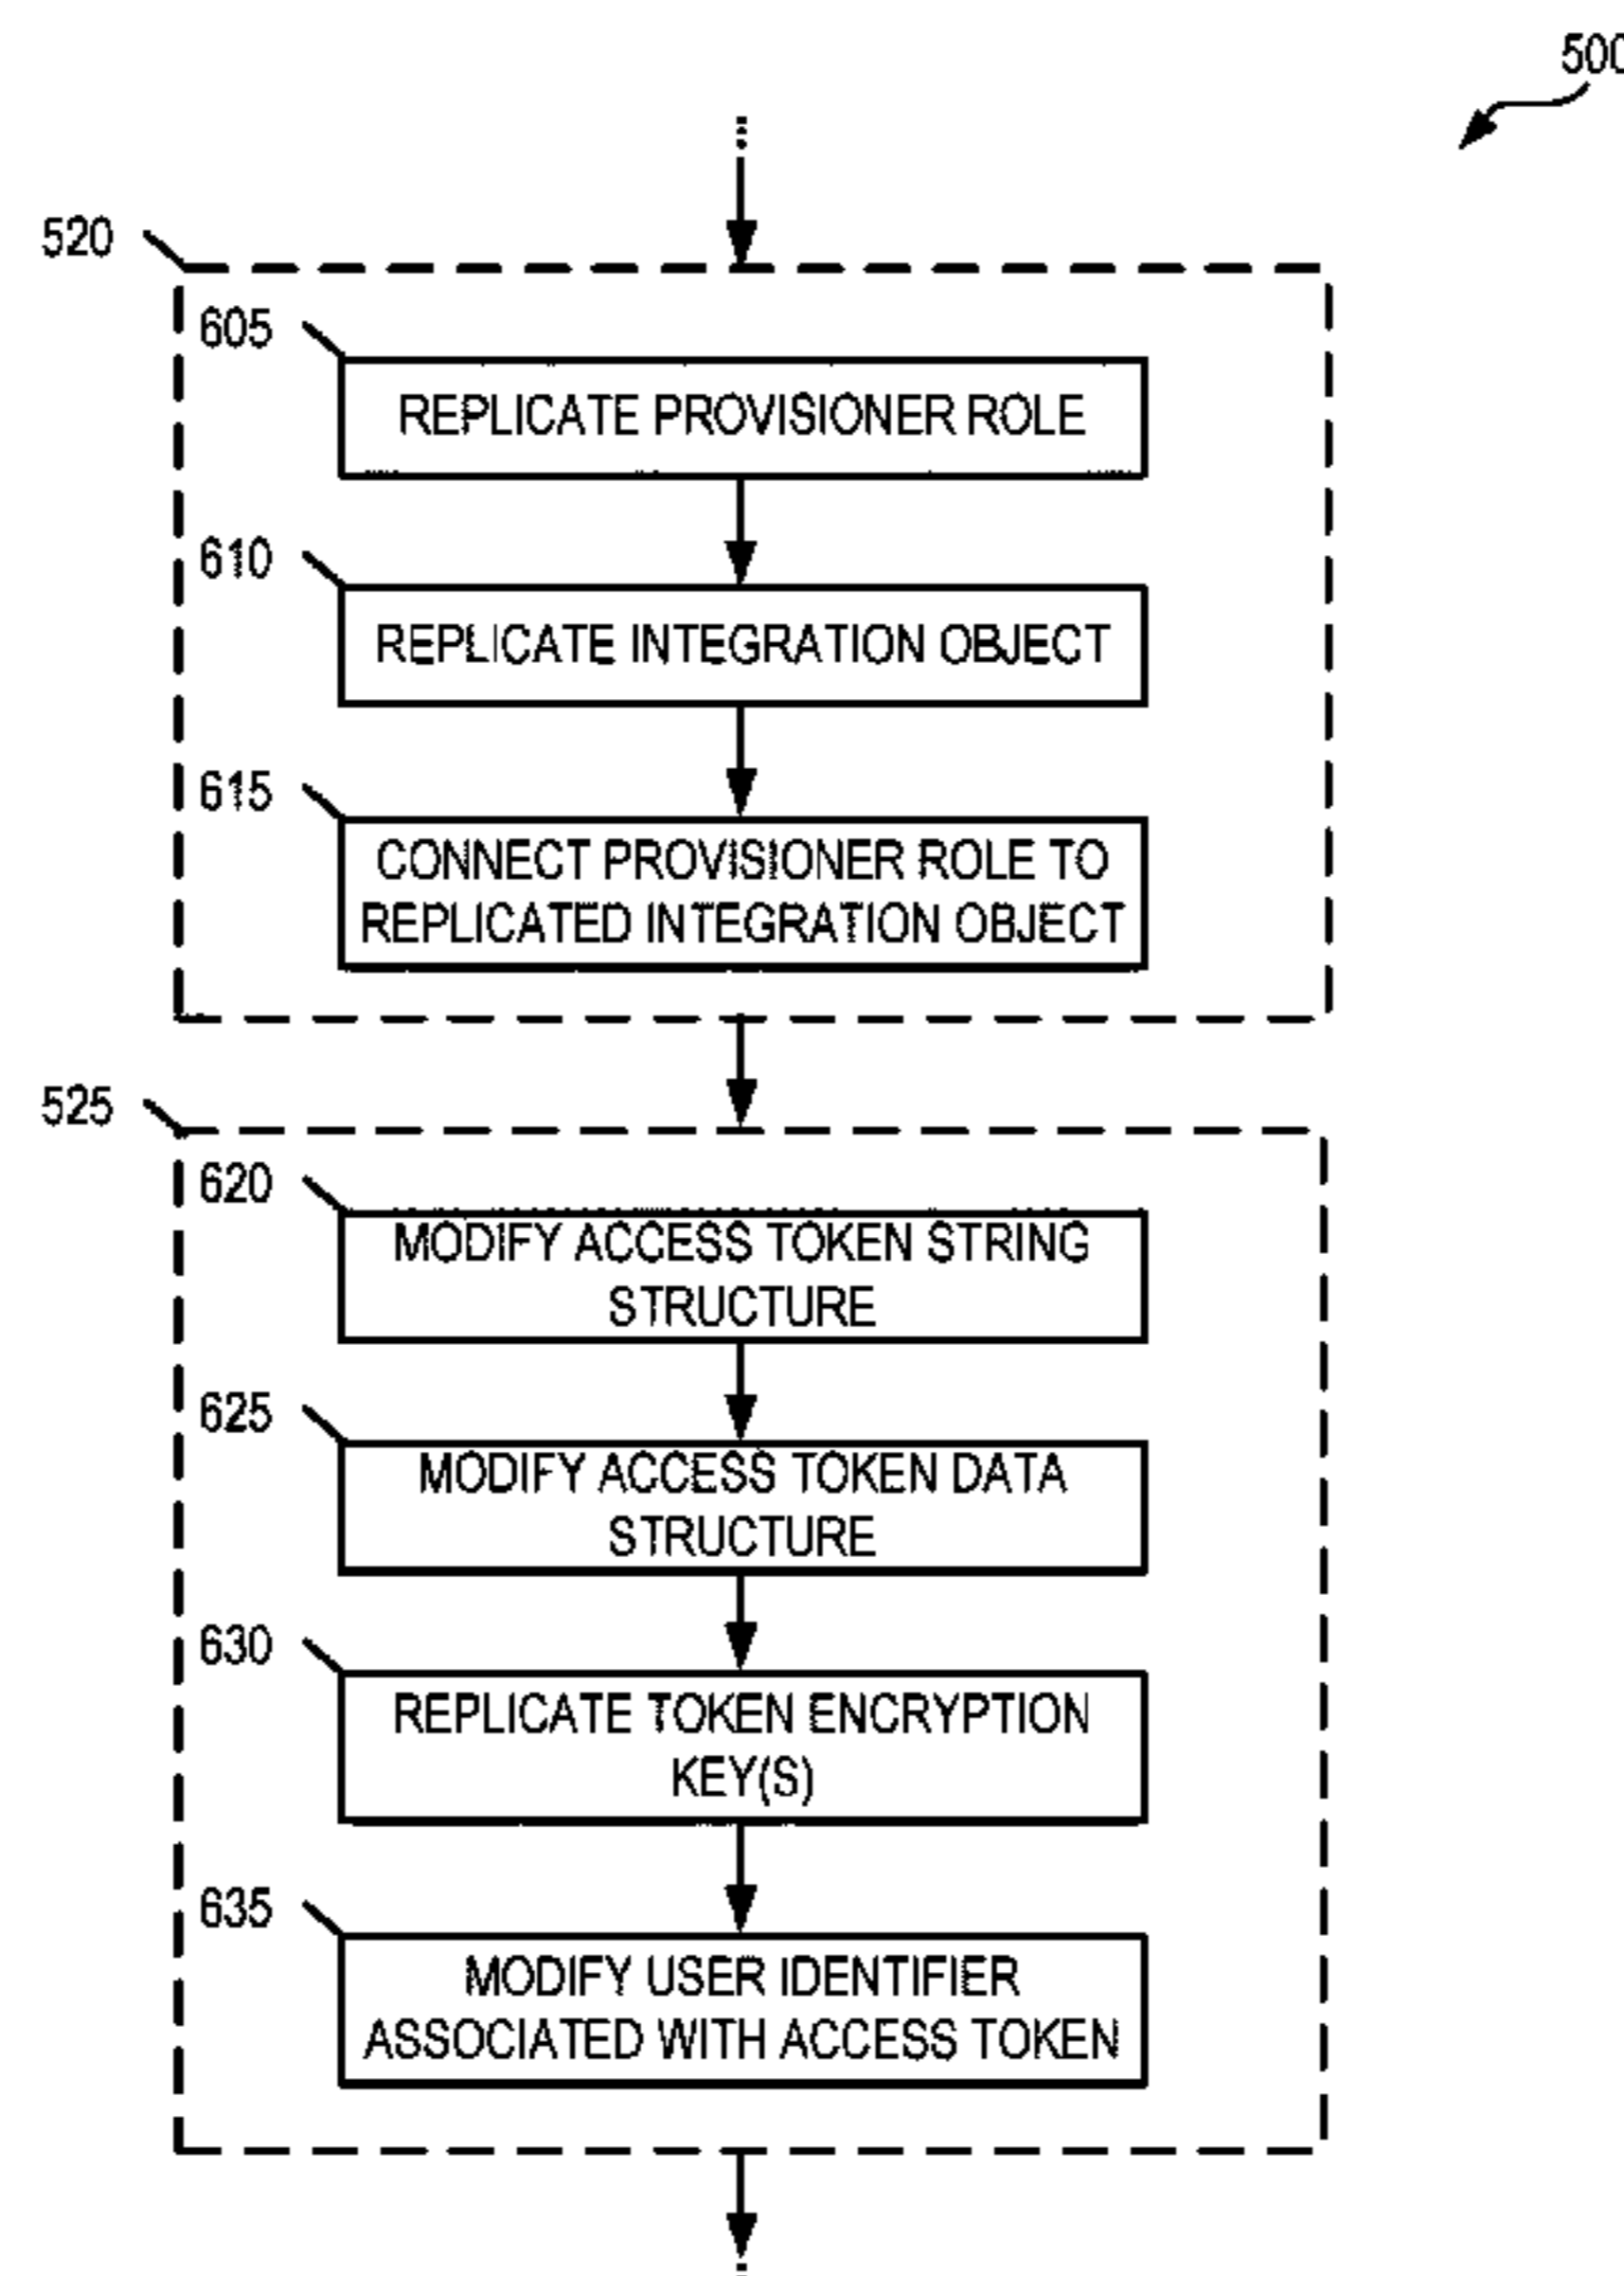 500
520
605
REPLICATE PROVISIONER ROLE
610
REPLICATE INTEGRATION OBJECT
615
CONNECT PROVISIONER ROLE TO
REPLICATED INTEGRATION OBJECT
525
620
MODIFY ACCESS TOKEN STRING
STRUCTURE
625
MODIFY ACCESS TOKEN DATA
STRUCTURE
630
REPLICATE TOKEN ENCRYPTION
KEY(S)
635
MODIFY USER IDENTIFIER
ASSOCIATED WITH ACCESS TOKEN